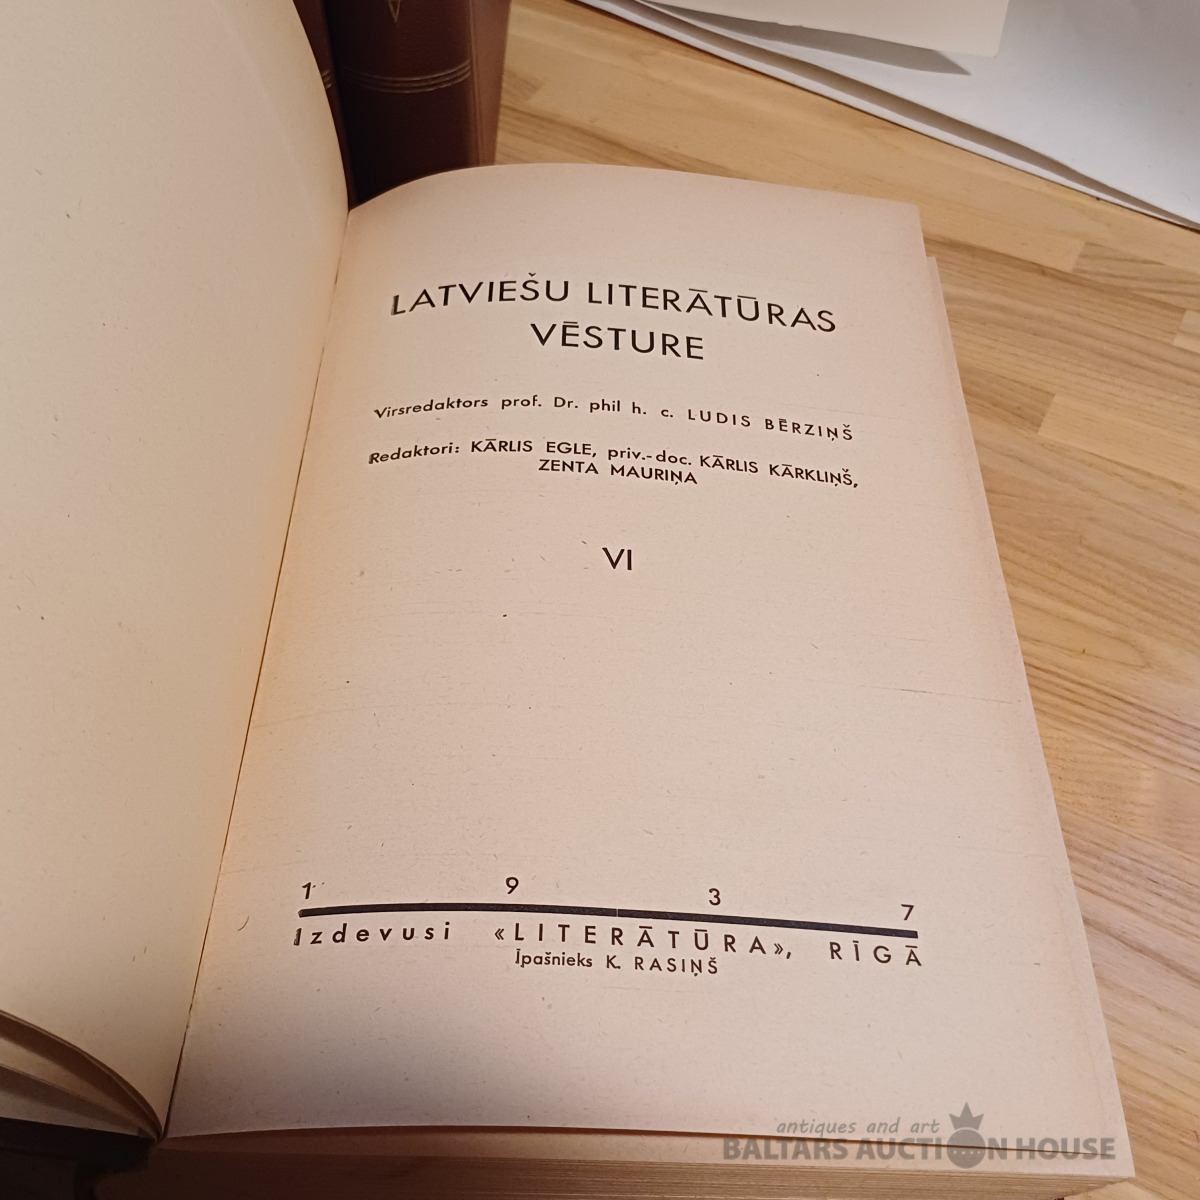 LATVIEŠU LITERĀTŪRAS
VĒSTURE
Virsredaktors prof. Dr. phil h. c. LUDIS BĒRZIŅŠ
Redaktori: KĀRLIS EGLE, priv.-doc. KĀRLIS KĀRKLIŅŠ,
ZENTA MAURIŅA
VI
1 9 3 7
Izdevusi «LITERĀTŪRA», RĪGĀ
Īpašnieks K. RASIŅŠ
antiques and art
BALTARS AUCTION HOUSE